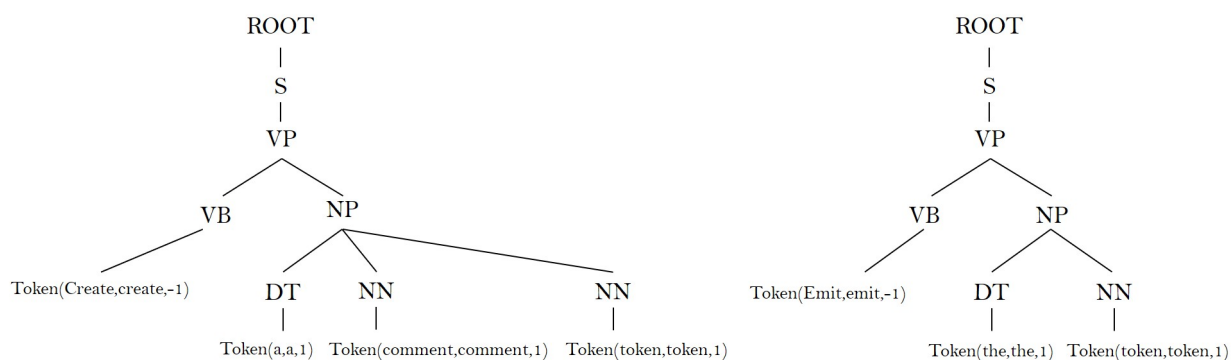 ROOT ROOT
S S
VP VP
VB NP VB NP
Token(Create,create,-1) DT NN NN Token(Emit,emit,-1) DT NN
Token(a,a,1) Token(comment,comment,1) Token(token,token,1) Token(the,the,1) Token(token,token,1)